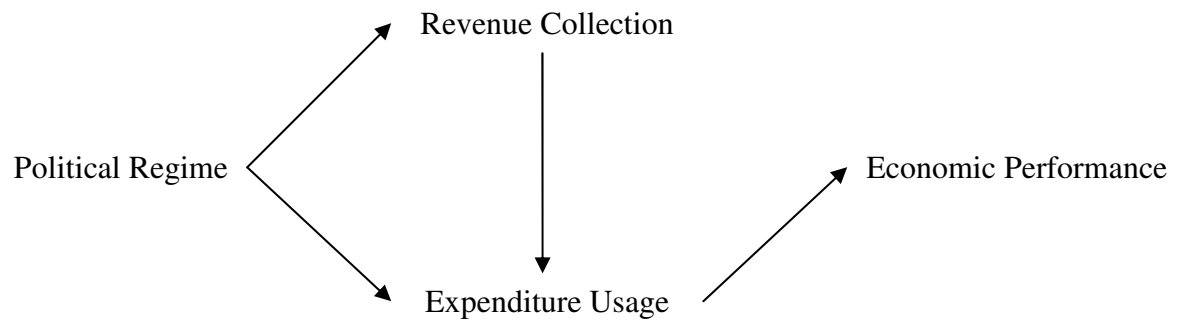 Revenue Collection
Political Regime
Economic Performance
Expenditure Usage